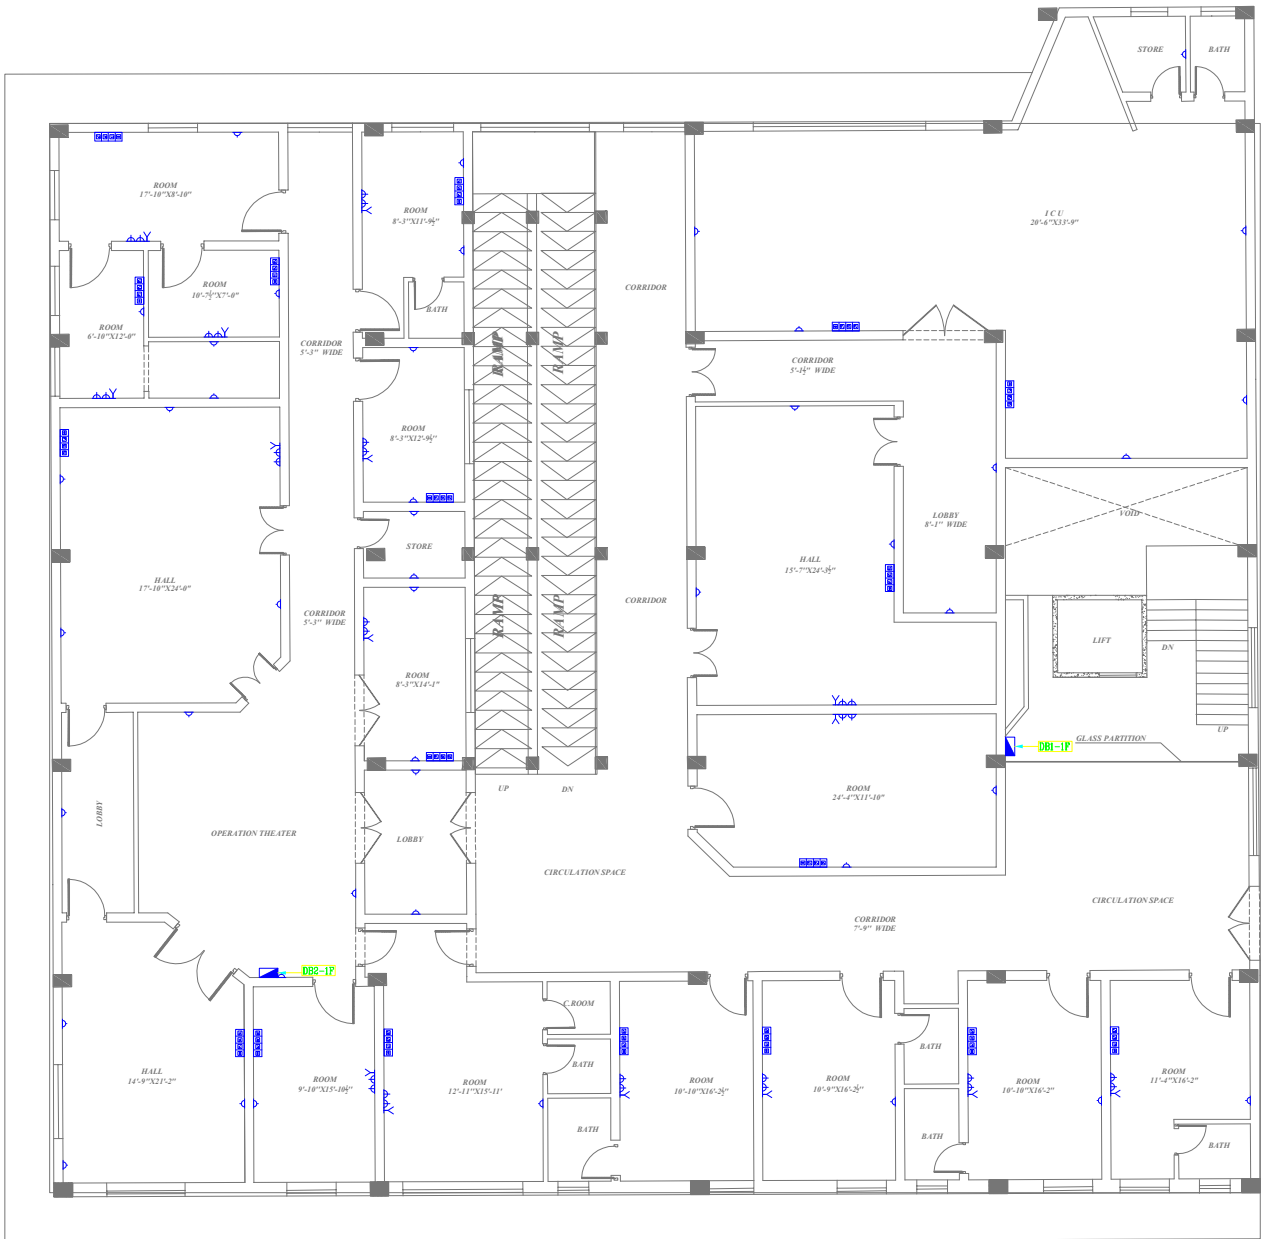 STORE
BATH
ROOM
17'-10"X8'-10"
ROOM
8'-3"X11'-9½"
I C U
20'-6"X33'-9"
ROOM
10'-7½"X7'-0"
CORRIDOR
BATH
ROOM
6'-10"X12'-0"
CORRIDOR
5'-3" WIDE
RAMP
RAMP
CORRIDOR
5'-1½" WIDE
ROOM
8'-3"X12'-9½"
LOBBY
8'-1" WIDE
VOID
STORE
HALL
15'-7"X24'-3½"
HALL
17'-10"X24'-0"
CORRIDOR
5'-3" WIDE
RAMP
RAMP
CORRIDOR
LIFT
DN
ROOM
8'-3"X14'-1"
UP
GLASS PARTITION
DB1-1F
UP
DN
ROOM
24'-4"X11'-10"
LOBBY
OPERATION THEATER
LOBBY
CIRCULATION SPACE
CIRCULATION SPACE
CORRIDOR
7'-9" WIDE
DB2-1F
C.ROOM
HALL
14'-9"X21'-2"
ROOM
9'-10"X15'-10½"
ROOM
12'-11"X15'-11'
BATH
ROOM
10'-10"X16'-2½"
ROOM
10'-9"X16'-2½"
BATH
ROOM
10'-10"X16'-2"
ROOM
11'-4"X16'-2"
BATH
BATH
BATH